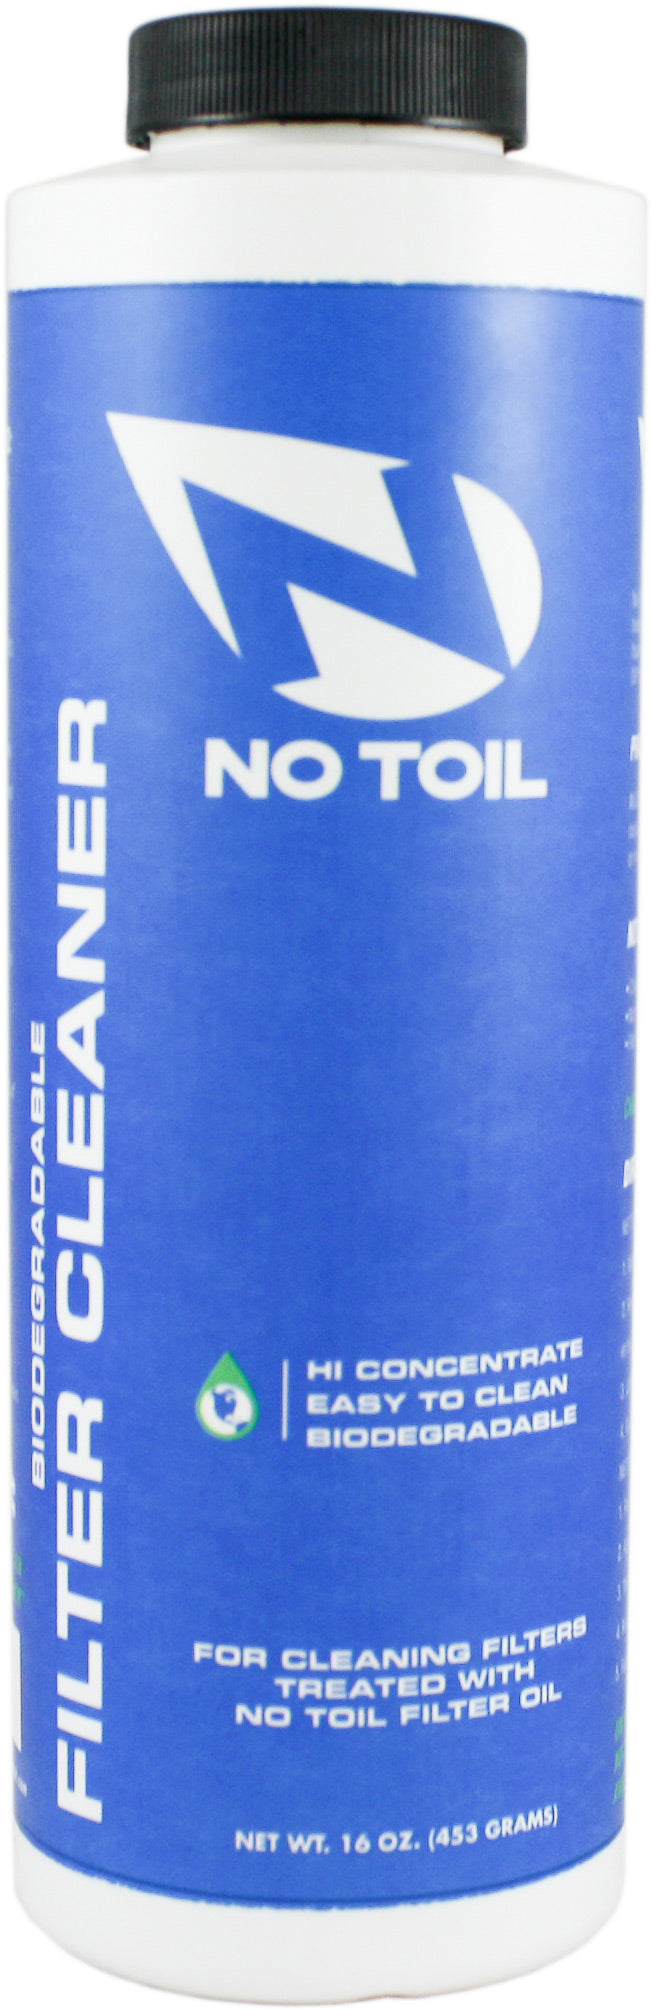 NO TOIL
BIODEGRADABLE
FILTER CLEANER
HI CONCENTRATE
EASY TO CLEAN
BIODEGRADABLE
FOR CLEANING FILTERS
TREATED WITH
NO TOIL FILTER OIL
NET WT. 16 OZ. (453 GRAMS)